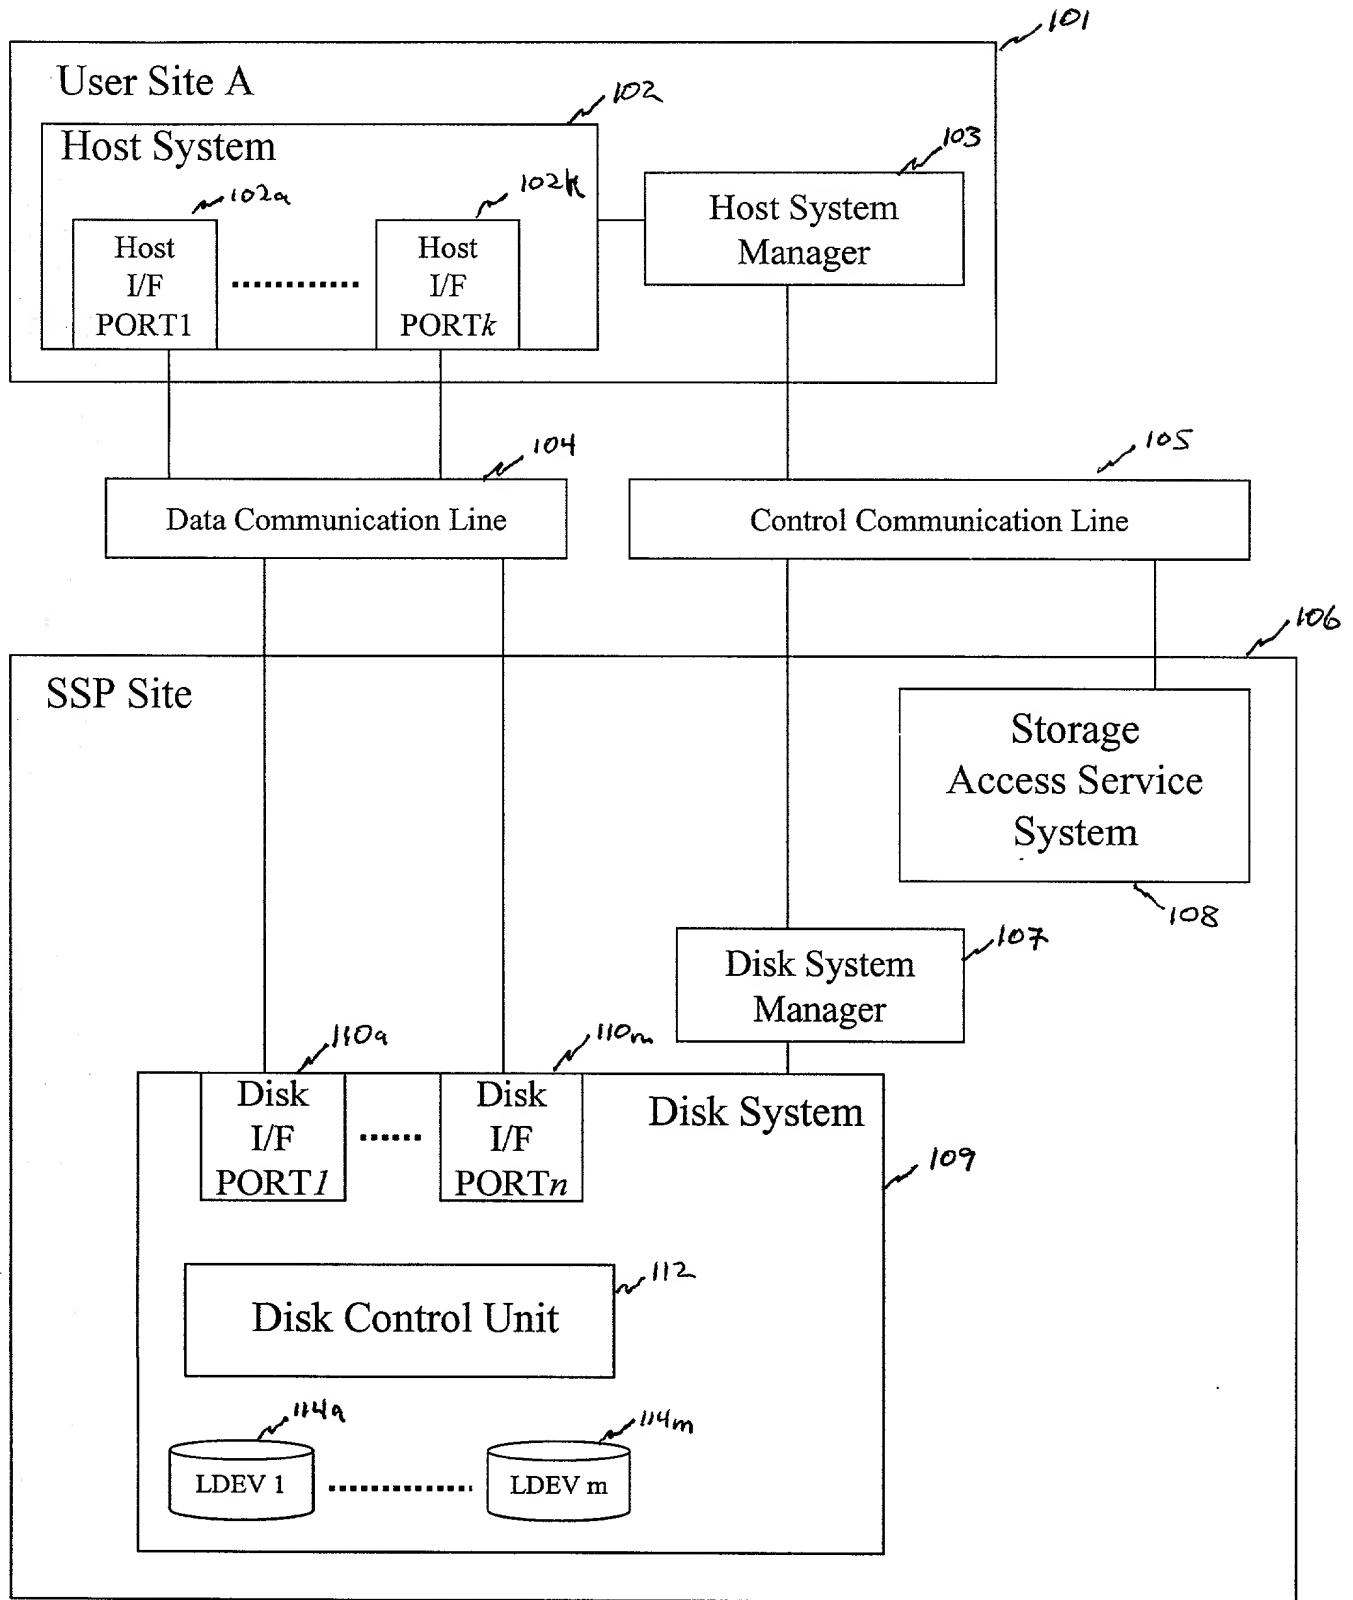 101
User Site A
102
Host System
103
102a
102k
Host System
Manager
Host
I/F
PORT1
Host
I/F
PORTk
104
105
Data Communication Line
Control Communication Line
106
SSP Site
Storage
Access Service
System
108
107
Disk System
Manager
110a
110m
Disk
I/F
PORT1
Disk
I/F
PORTn
Disk System
109
112
Disk Control Unit
114a
114m
LDEV 1
LDEV m